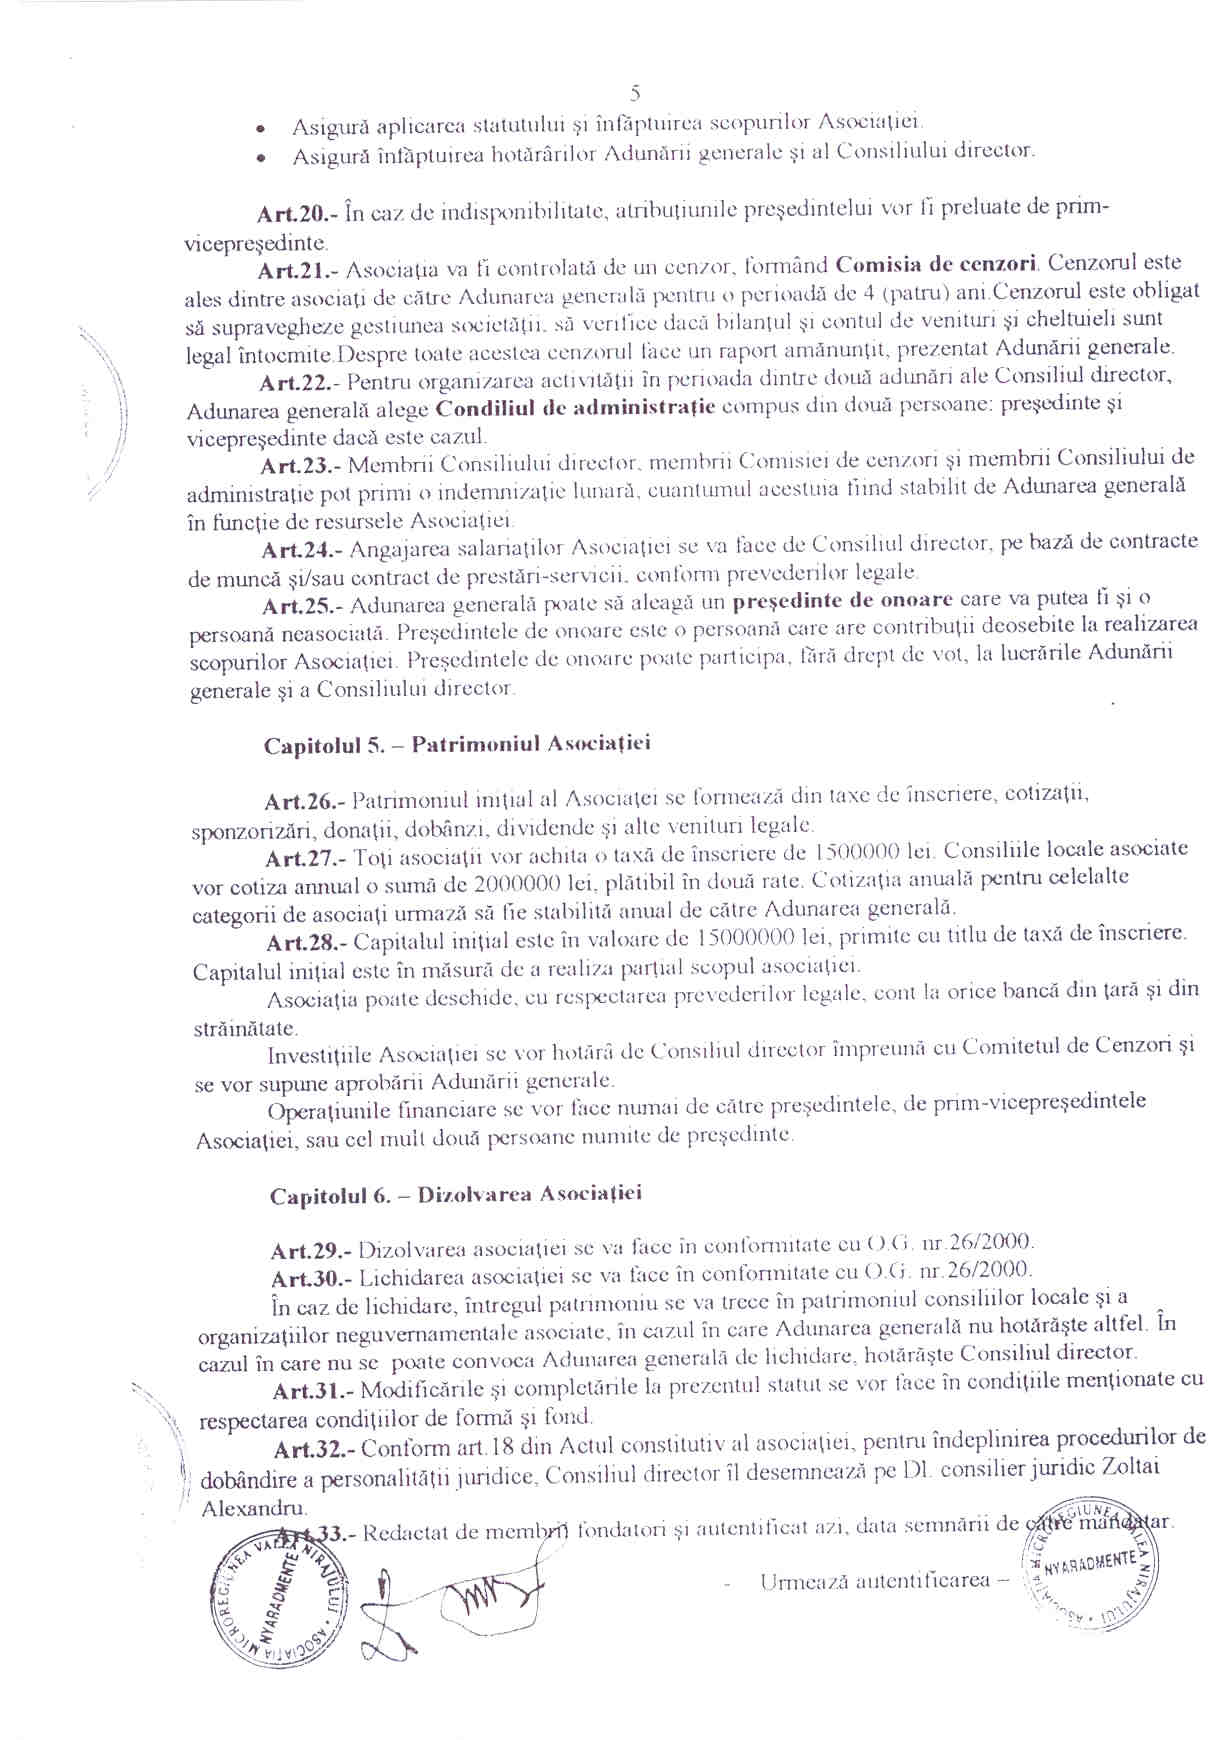 5
• Asigură aplicarea statutului şi înfăptuirea scopurilor Asociaţiei.
• Asigură înfăptuirea hotărârilor Adunării generale şi al Consiliului director.
Art.20.- În caz de indisponibilitate, atribuţiunile preşedintelui vor fi preluate de prim-
vicepreşedinte.
Art.21.- Asociaţia va fi controlată de un cenzor, formând Comisia de cenzori. Cenzorul este
ales dintre asociaţi de către Adunarea generală pentru o perioadă de 4 (patru) ani.Cenzorul este obligat
să supravegheze gestiunea societăţii, să verifice dacă bilanţul şi contul de venituri şi cheltuieli sunt
legal întocmite.Despre toate acestea cenzorul face un raport amănunţit, prezentat Adunării generale.
Art.22.- Pentru organizarea activităţii în perioada dintre două adunări ale Consiliul director,
Adunarea generală alege Condiliul de administraţie compus din două persoane: preşedinte şi
vicepreşedinte dacă este cazul.
Art.23.- Membrii Consiliului director, membrii Comisiei de cenzori şi membrii Consiliului de
administraţie pot primi o indemnizaţie lunară, cuantumul acestuia fiind stabilit de Adunarea generală
în funcţie de resursele Asociaţiei.
Art.24.- Angajarea salariaţilor Asociaţiei se va face de Consiliul director, pe bază de contracte
de muncă şi/sau contract de prestări-servicii, conform prevederilor legale.
Art.25.- Adunarea generală poate să aleagă un preşedinte de onoare care va putea fi şi o
persoană neasociată. Preşedintele de onoare este o persoană care are contribuţii deosebite la realizarea
scopurilor Asociaţiei. Preşedintele de onoare poate participa, fără drept de vot, la lucrările Adunării
generale şi a Consiliului director.
Capitolul 5. – Patrimoniul Asociaţiei
Art.26.- Patrimoniul iniţial al Asociaţei se formează din taxe de înscriere, cotizaţii,
sponzorizări, donaţii, dobânzi, dividende şi alte venituri legale.
Art.27.- Toţi asociaţii vor achita o taxă de înscriere de 1500000 lei. Consiliile locale asociate
vor cotiza annual o sumă de 2000000 lei, plătibil în două rate. Cotizaţia anuală pentru celelalte
categorii de asociaţi urmază să fie stabilită anual de către Adunarea generală.
Art.28.- Capitalul iniţial este în valoare de 15000000 lei, primite cu titlu de taxă de înscriere.
Capitalul iniţial este în măsură de a realiza parţial scopul asociaţiei.
Asociaţia poate deschide, cu respectarea prevederilor legale, cont la orice bancă din ţară şi din
străinătate.
Investiţiile Asociaţiei se vor hotără de Consiliul director împreună cu Comitetul de Cenzori şi
se vor supune aprobării Adunării generale.
Operaţiunile financiare se vor face numai de către preşedintele, de prim-vicepreşedintele
Asociaţiei, sau cel mult două persoane numite de preşedinte.
Capitolul 6. – Dizolvarea Asociaţiei
Art.29.- Dizolvarea asociaţiei se va face în conformitate cu O.G. nr.26/2000.
Art.30.- Lichidarea asociaţiei se va face în conformitate cu O.G. nr.26/2000.
În caz de lichidare, întregul patrimoniu se va trece în patrimoniul consiliilor locale şi a
organizaţiilor neguvernamentale asociate, în cazul în care Adunarea generală nu hotărăşte altfel. În
cazul în care nu se poate convoca Adunarea generală de lichidare, hotărăşte Consiliul director.
Art.31.- Modificările şi completările la prezentul statut se vor face în condiţiile menţionate cu
respectarea condiţiilor de formă şi fond.
Art.32.- Conform art.18 din Actul constitutiv al asociaţiei, pentru îndeplinirea procedurilor de
dobândire a personalităţii juridice, Consiliul director îl desemnează pe Dl. consilier juridic Zoltai
Alexandru.
Art.33.- Redactat de membrii fondatori şi autentificat azi, data semnării de către mandatar.
- Urmează autentificarea –
ASOCIAŢIA MICROREGIUNEA VALEA NIRAJULUI
NYARADMENTE
ASOCIAŢIA MICROREGIUNEA VALEA NIRAJULUI
NYARADMENTE